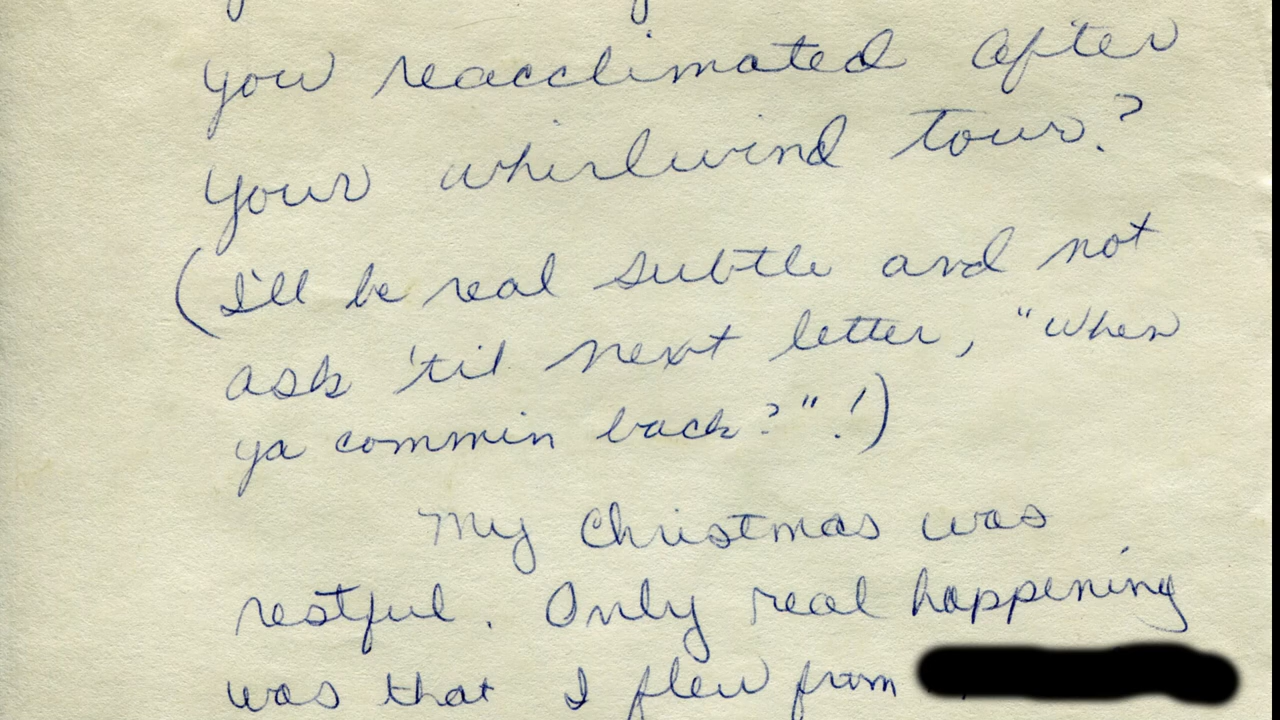 you reacclimated after
your whirlwind tour?
(I'll be real subtle and not
ask 'til next letter, "when
ya commin back?"!)
My Christmas was
restful. Only real happening
was that I flew from